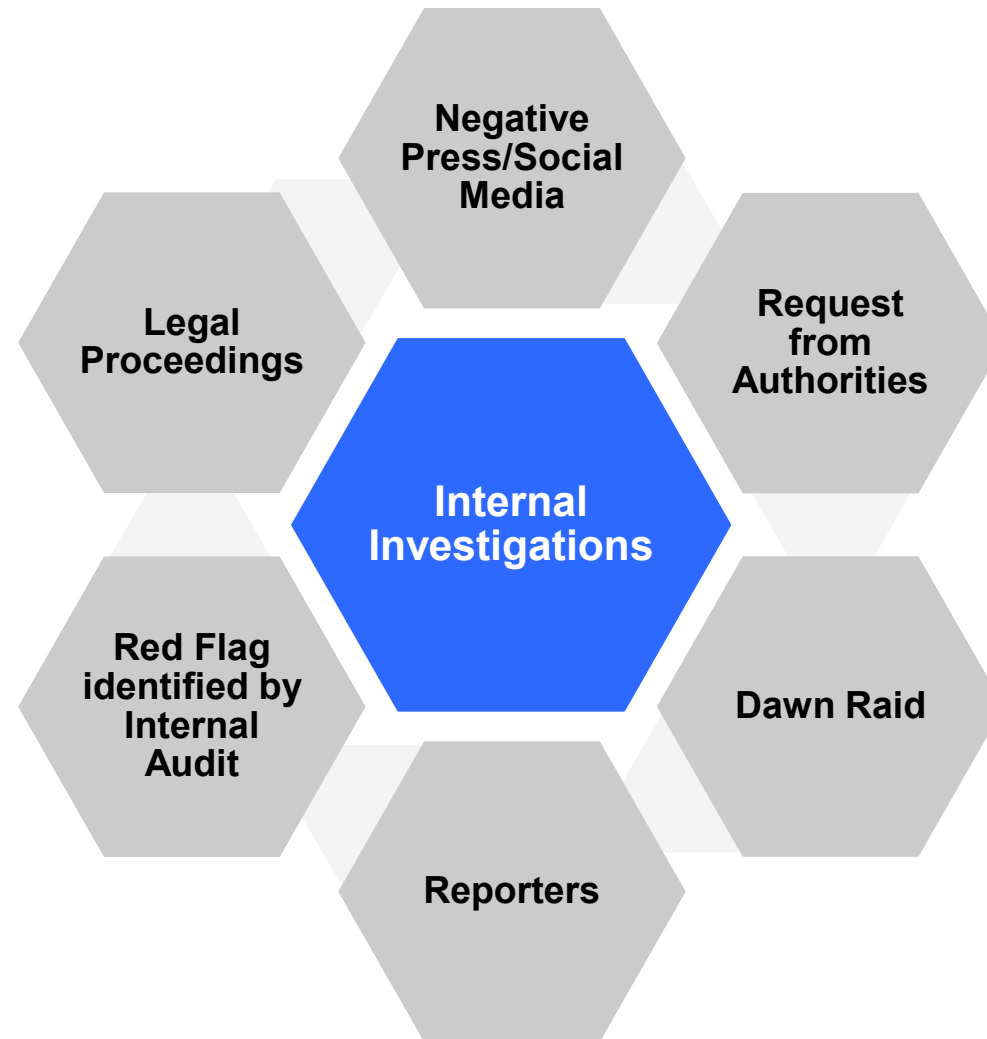 Negative
Press/Social
Media
Request
from
Authorities
Legal
Proceedings
Internal
Investigations
Red Flag
identified by
Internal
Audit
Dawn Raid
Reporters